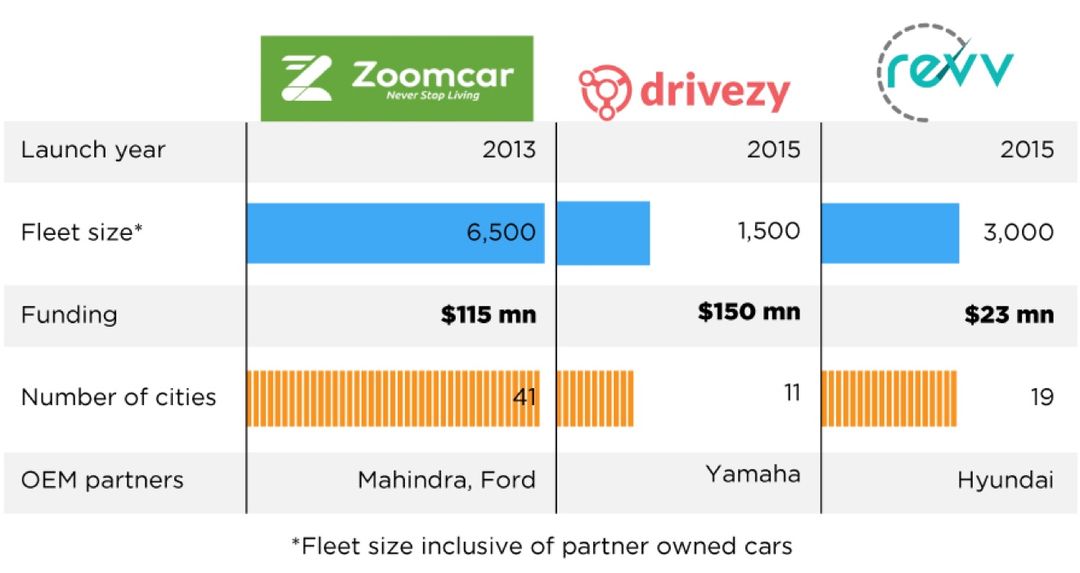 Zoomcar
Never Stop Living
drivezy
revv
Launch year 2013 2015 2015
Fleet size* 6,500 1,500 3,000
Funding $115 mn $150 mn $23 mn
Number of cities 41 11 19
OEM partners Mahindra, Ford Yamaha Hyundai
*Fleet size inclusive of partner owned cars